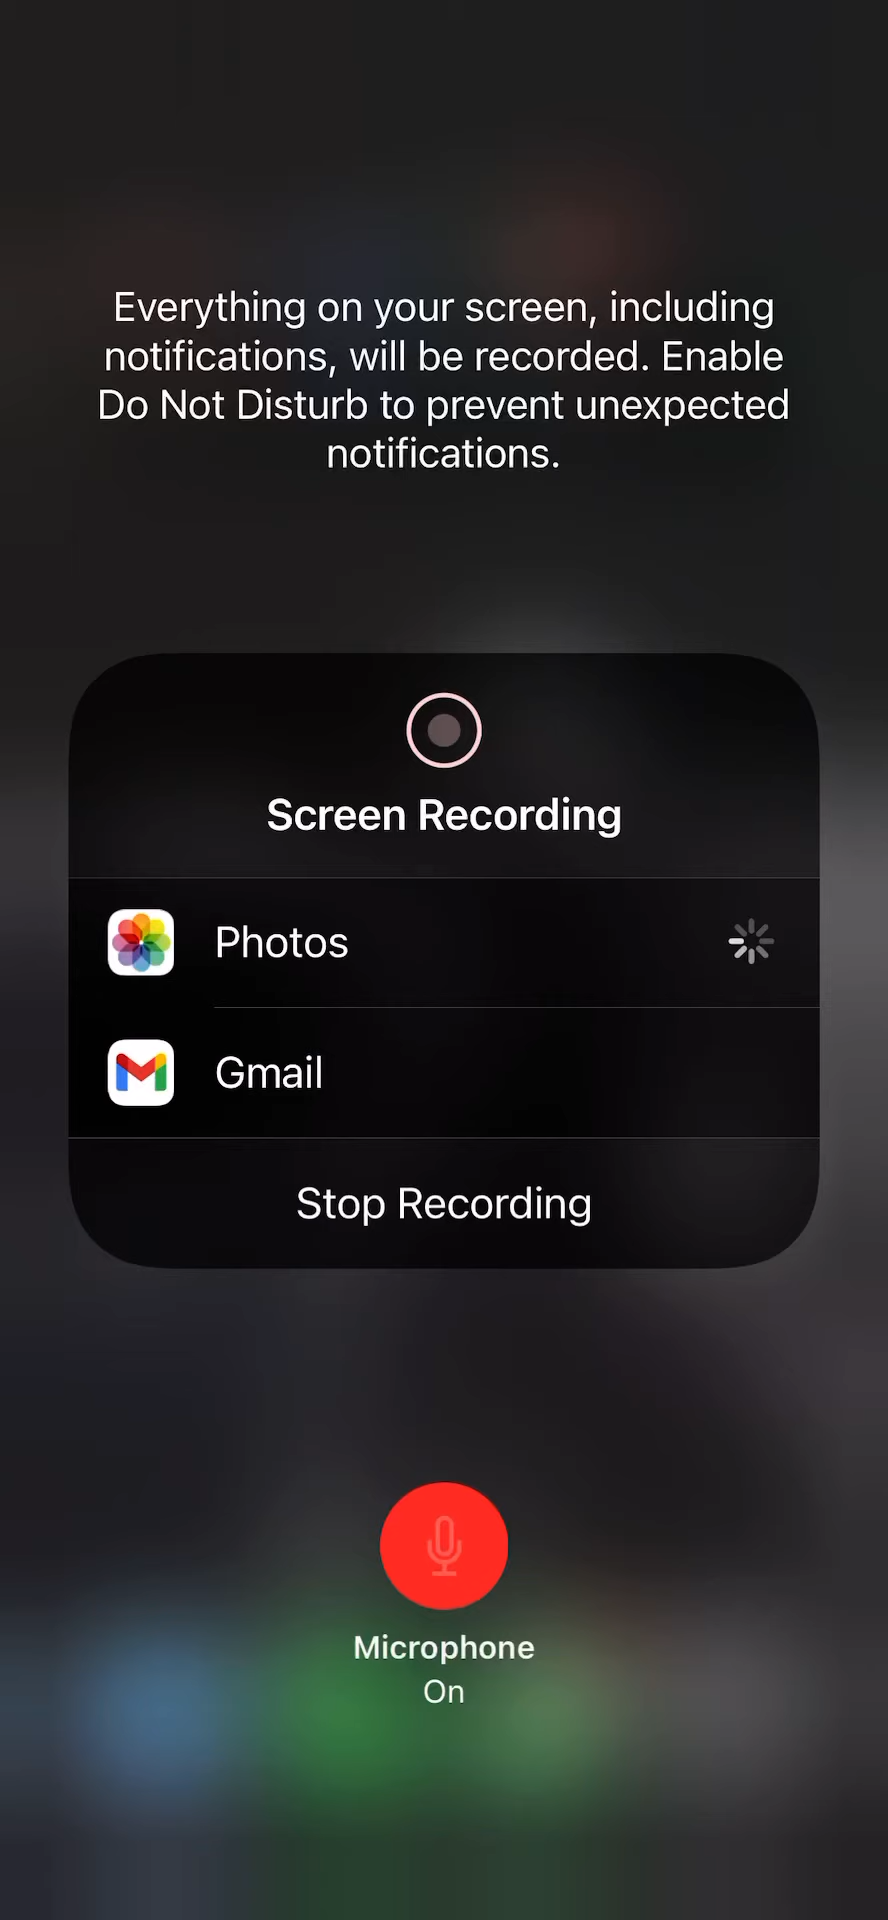 Everything on your screen, including
notifications, will be recorded. Enable
Do Not Disturb to prevent unexpected
notifications.
Screen Recording
Photos
Gmail
Stop Recording
Microphone
On